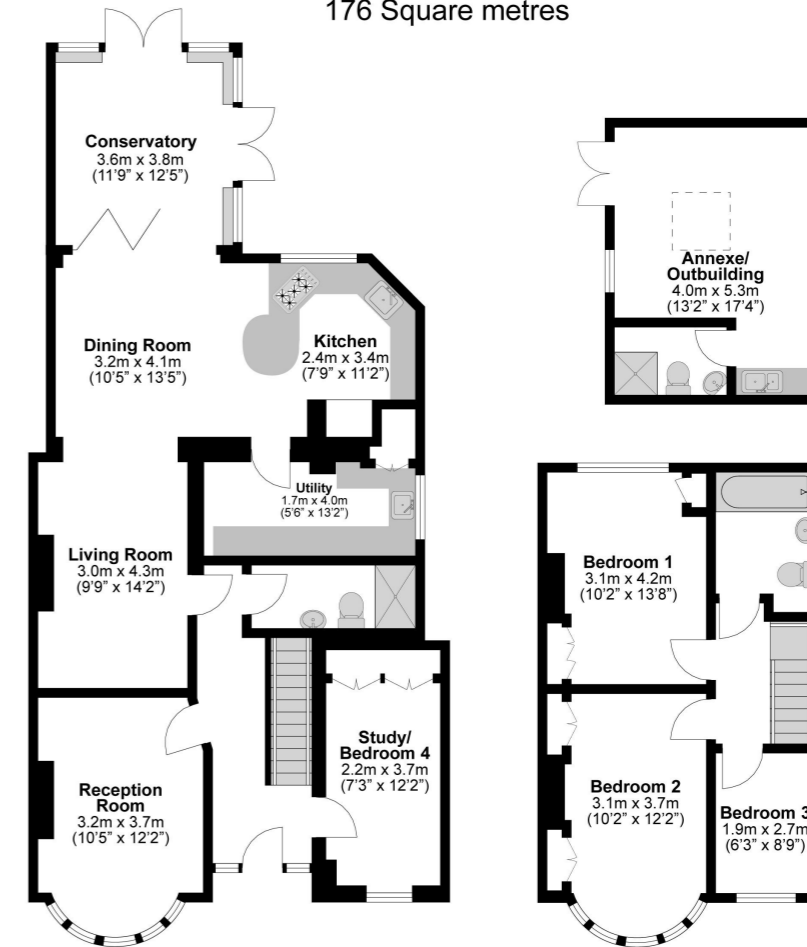 176 Square metres
Conservatory
3.6m x 3.8m
(11'9" x 12'5")
Dining Room
3.2m x 4.1m
(10'5" x 13'5")
Kitchen
2.4m x 3.4m
(7'9" x 11'2")
Utility
1.7m x 4.0m
(5'6" x 13'2")
Living Room
3.0m x 4.3m
(9'9" x 14'2")
Study/
Bedroom 4
2.2m x 3.7m
(7'3" x 12'2")
Reception
Room
3.2m x 3.7m
(10'5" x 12'2")
Annexe/
Outbuilding
4.0m x 5.3m
(13'2" x 17'4")
Bedroom 1
3.1m x 4.2m
(10'2" x 13'8")
Bedroom 2
3.1m x 3.7m
(10'2" x 12'2")
Bedroom 3
1.9m x 2.7m
(6'3" x 8'9")